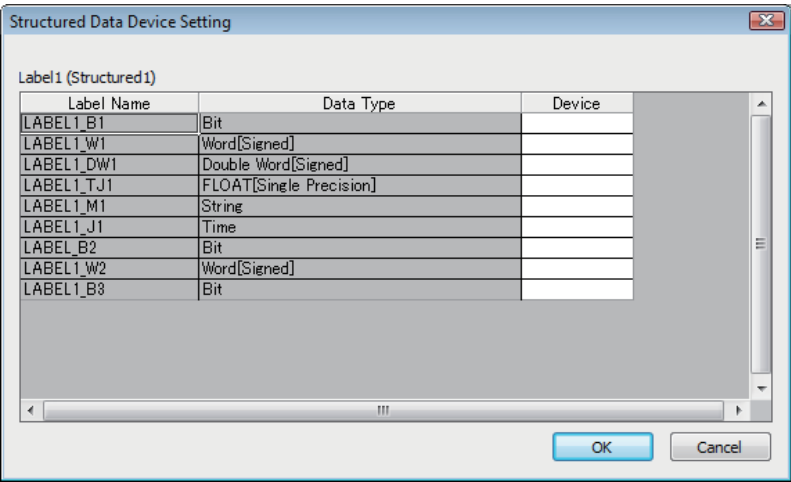 Structured Data Device Setting
Label1 (Structured1)
Label Name Data Type Device
LABEL1_B1 Bit
LABEL1_W1 Word[Signed]
LABEL1_DW1 Double Word[Signed]
LABEL1_TJ1 FLOAT[Single Precision]
LABEL1_M1 String
LABEL1_J1 Time
LABEL_B2 Bit
LABEL1_W2 Word[Signed]
LABEL1_B3 Bit
OK Cancel